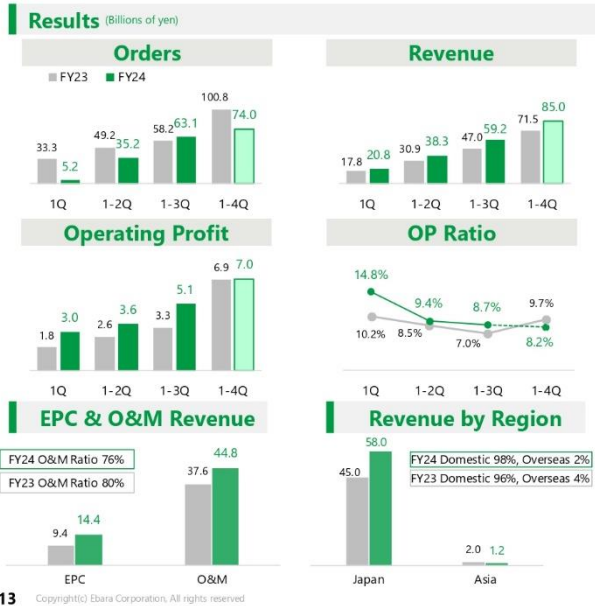 Results (Billions of yen)
Orders
FY23 FY24
33.3 5.2 49.2 35.2 58.2 63.1 100.8 74.0
1Q 1-2Q 1-3Q 1-4Q
Revenue
17.8 20.8 30.9 38.3 47.0 59.2 71.5 85.0
1Q 1-2Q 1-3Q 1-4Q
Operating Profit
1.8 3.0 2.6 3.6 3.3 5.1 6.9 7.0
1Q 1-2Q 1-3Q 1-4Q
OP Ratio
14.8% 9.4% 8.7% 9.7%
10.2% 8.5% 7.0% 8.2%
1Q 1-2Q 1-3Q 1-4Q
EPC & O&M Revenue
FY24 O&M Ratio 76%
FY23 O&M Ratio 80%
9.4 14.4 37.6 44.8
EPC O&M
Revenue by Region
FY24 Domestic 98%, Overseas 2%
FY23 Domestic 96%, Overseas 4%
45.0 58.0 2.0 1.2
Japan Asia
13 Copyright(c) Ebara Corporation, All rights reserved